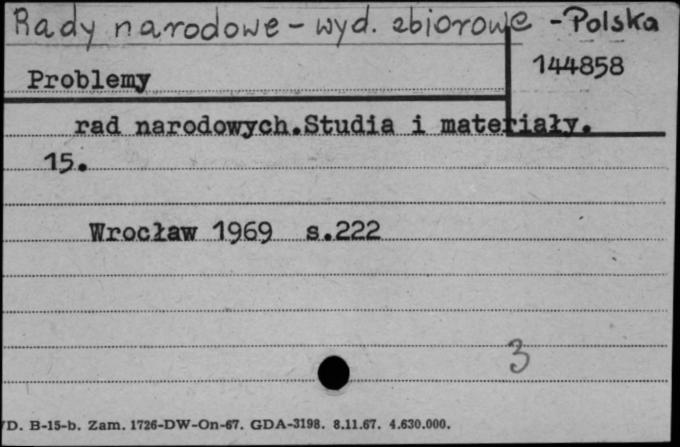 Rady narodowe - wyd. zbiorowe - Polska
144858
Problemy
rad narodowych.Studia i materiały.
15.
Wrocław 1969 s.222
3
/D. B-15-b. Zam. 1726-DW-On-67. GDA-3198. 8.11.67. 4.630.000.